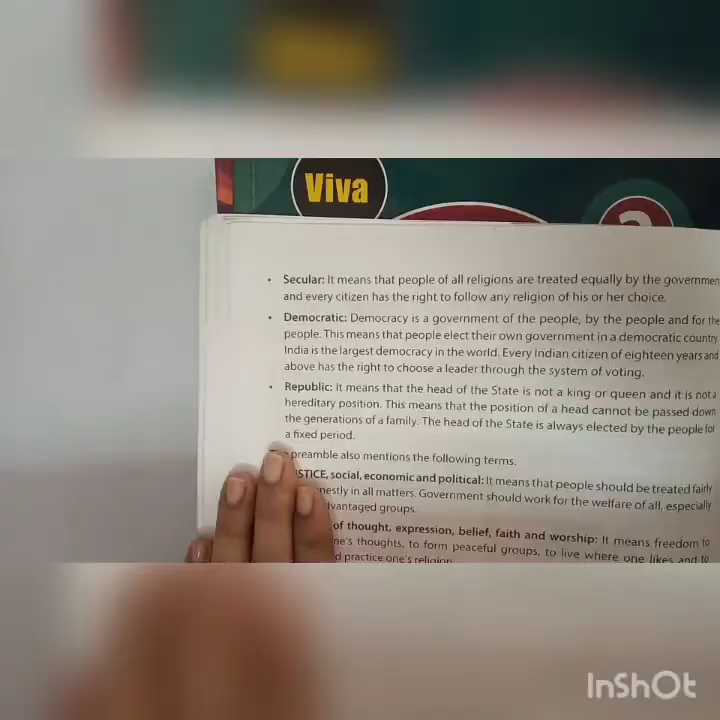 Viva
• Secular: It means that people of all religions are treated equally by the governmen
and every citizen has the right to follow any religion of his or her choice.
• Democratic: Democracy is a government of the people, by the people and for the
people. This means that people elect their own government in a democratic country.
India is the largest democracy in the world. Every Indian citizen of eighteen years and
above has the right to choose a leader through the system of voting.
• Republic: It means that the head of the State is not a king or queen and it is not a
hereditary position. This means that the position of a head cannot be passed down
the generations of a family. The head of the State is always elected by the people for
a fixed period.
preamble also mentions the following terms.
STICE, social, economic and political: It means that people should be treated fairly
nestly in all matters. Government should work for the welfare of all, especially
vantaged groups.
of thought, expression, belief, faith and worship: It means freedom to
ne's thoughts, to form peaceful groups, to live where one likes and to
d practice one's religion
InShOt